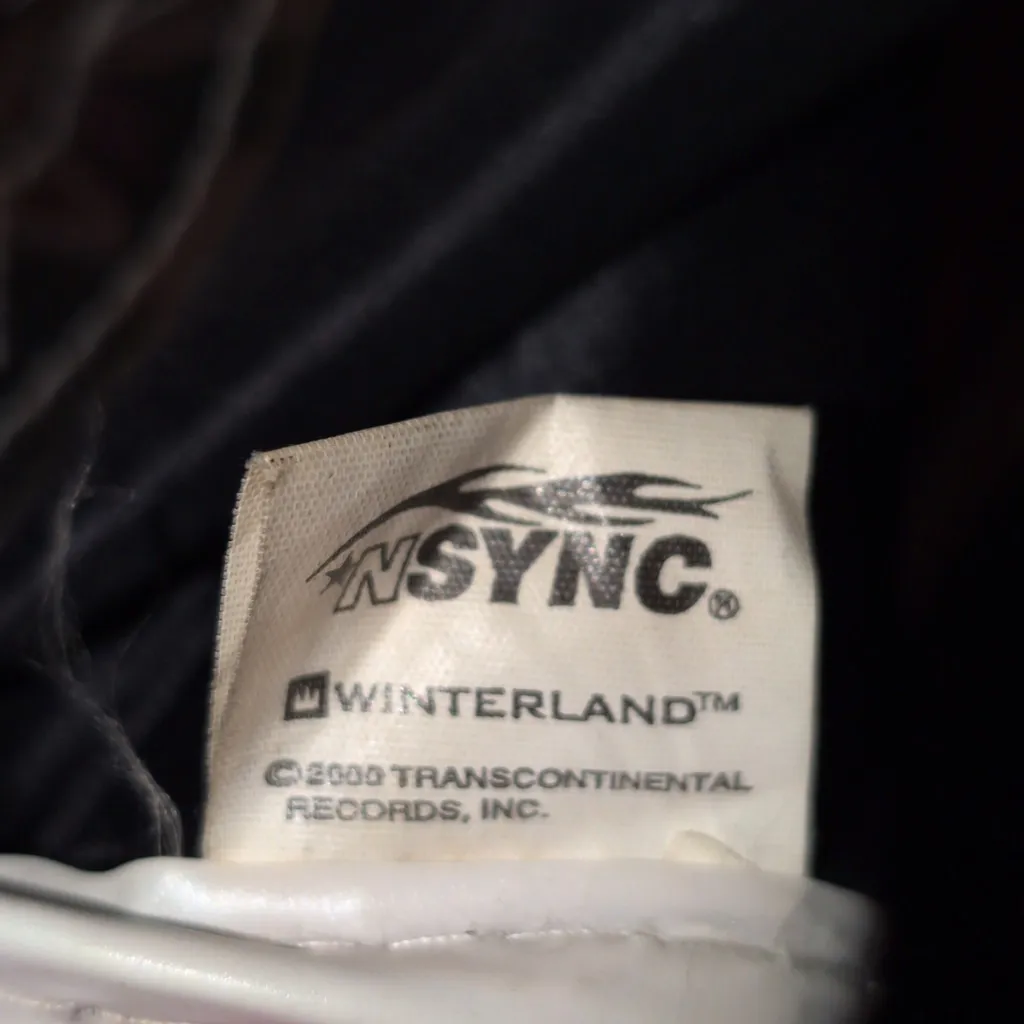 'NSYNC®
WINTERLAND™
©2000 TRANSCONTINENTAL
RECORDS, INC.